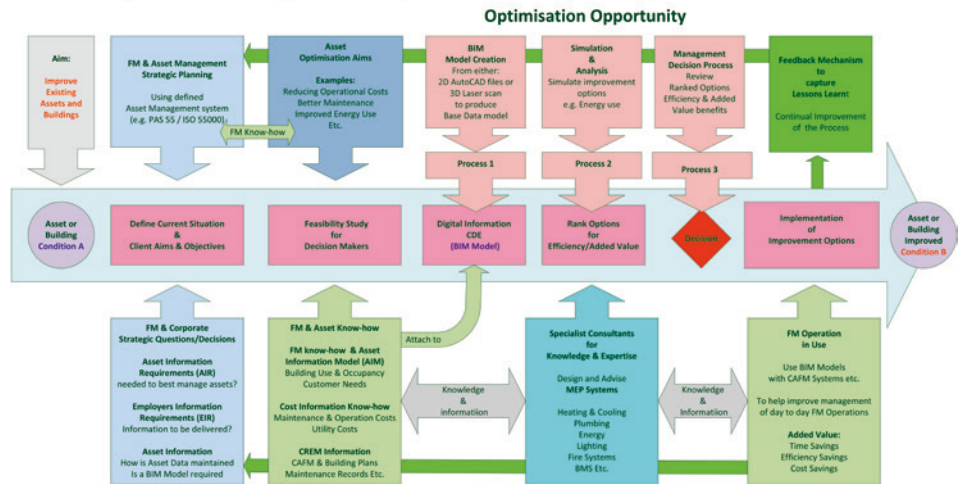 Optimisation Opportunity
Aim:
Improve
Existing
Assets and
Buildings
FM & Asset Management
Strategic Planning
Using defined
Asset Management system
(e.g. PAS 55 / ISO 55000)
FM Know-how
Asset
Optimisation Aims
Examples:
Reducing Operational Costs
Better Maintenance
Improved Energy Use
Etc.
BIM
Model Creation
From either:
2D AutoCAD files or
3D Laser scan
to produce
Base Data model
Simulation
&
Analysis
Simulate improvement
options
e.g. Energy use
Management
Decision Process
Review
Ranked Options
Efficiency & Added
Value benefits
Feedback Mechanism
to
capture
Lessons Learnt
Continual Improvement
of the Process
Process 1
Process 2
Process 3
Asset or
Building
Condition A
Define Current Situation
&
Client Aims & Objectives
Feasibility Study
for
Decision Makers
Digital Information
CDE
(BIM Model)
Rank Options
for
Efficiency/Added Value
Decision
Implementation
of
Improvement Options
Asset or
Building
Improved
Condition B
FM & Corporate
Strategic Questions/Decisions
Asset Information
Requirements (AIR)
needed to best manage assets?
Employers Information
Requirements (EIR)
Information to be delivered?
Asset Information
How is Asset Data maintained
Is a BIM Model required
FM & Asset Know-how
FM know-how & Asset
Information Model (AIM)
Building Use & Occupancy
Customer Needs
Cost Information Know-how
Maintenance & Operation Costs
Utility Costs
CREM Information
CAFM & Building Plans
Maintenance Records Etc.
Attach to
Knowledge
&
information
Specialist Consultants
for
Knowledge & Expertise
Design and Advise
MEP Systems
Heating & Cooling
Plumbing
Energy
Lighting
Fire Systems
BMS Etc.
Knowledge
&
Information
FM Operation
in Use
Use BIM Models
with CAFM Systems etc.
To help improve management
of day to day FM Operations
Added Value:
Time Savings
Efficiency Savings
Cost Savings